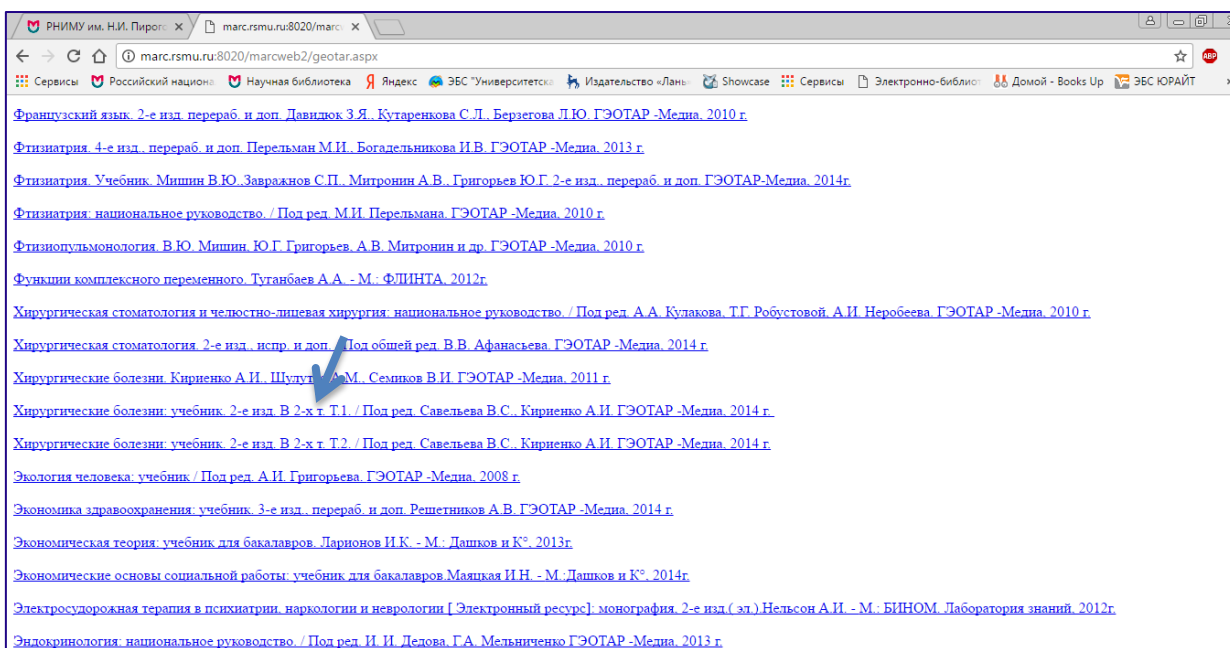 РНИМУ им. Н.И. Пирого
marc.rsmu.ru:8020/marc
marc.rsmu.ru:8020/marcweb2/geotar.aspx
ABP
Сервисы Российский национа Научная библиотека Яндекс ЭБС "Университетска Издательство «Лань Showcase Сервисы Электронно-библиот Домой - Books Up ЭБС ЮРАЙТ
Французский язык. 2-е изд. перераб. и доп. Давидюк З.Я., Кутаренкова С.Л., Берзегова Л.Ю. ГЭОТАР -Медиа, 2010 г.
Фтизиатрия. 4-е изд., перераб. и доп. Перельман М.И., Богадельникова И.В. ГЭОТАР -Медиа, 2013 г.
Фтизиатрия. Учебник. Мишин В.Ю.,Завражнов С.П., Митронин А.В., Григорьев Ю.Г. 2-е изд., перераб. и доп. ГЭОТАР-Медиа, 2014г.
Фтизиатрия: национальное руководство. / Под ред. М.И. Перельмана. ГЭОТАР -Медиа, 2010 г.
Фтизиопульмонология. В.Ю. Мишин, Ю.Г. Григорьев, А.В. Митронин и др. ГЭОТАР -Медиа, 2010 г.
Функции комплексного переменного. Туганбаев А.А. - М.: ФЛИНТА, 2012г.
Хирургическая стоматология и челюстно-лицевая хирургия: национальное руководство. / Под ред. А.А. Кулакова, Т.Г. Робустовой, А.И. Неробеева. ГЭОТАР -Медиа, 2010 г.
Хирургическая стоматология. 2-е изд., испр. и доп. Под общей ред. В.В. Афанасьева. ГЭОТАР -Медиа, 2014 г.
Хирургические болезни. Кириенко А.И., А.М., Семиков В.И. ГЭОТАР -Медиа, 2011 г.
Хирургические болезни: учебник. 2-е изд. В 2-х т. Т.1. / Под ред. Савельева В.С., Кириенко А.И. ГЭОТАР -Медиа, 2014 г.
Хирургические болезни: учебник. 2-е изд. В 2-х т. Т.2. / Под ред. Савельева В.С., Кириенко А.И. ГЭОТАР -Медиа, 2014 г.
Экология человека: учебник / Под ред. А.И. Григорьева. ГЭОТАР -Медиа, 2008 г.
Экономика здравоохранения: учебник. 3-е изд., перераб. и доп. Решетников А.В. ГЭОТАР -Медиа, 2014 г.
Экономическая теория: учебник для бакалавров. Ларионов И.К. - М.: Дашков и К°, 2013г.
Экономические основы социальной работы: учебник для бакалавров.Маяцкая И.Н. - М.:Дашков и К°, 2014г.
Электросудорожная терапия в психиатрии, наркологии и неврологии [ Электронный ресурс]: монография, 2-е изд.( эл.).Нельсон А.И. - М.: БИНОМ. Лаборатория знаний, 2012г.
Эндокринология: национальное руководство. / Под ред. И. И. Дедова, Г.А. Мельниченко ГЭОТАР -Медиа, 2013 г.